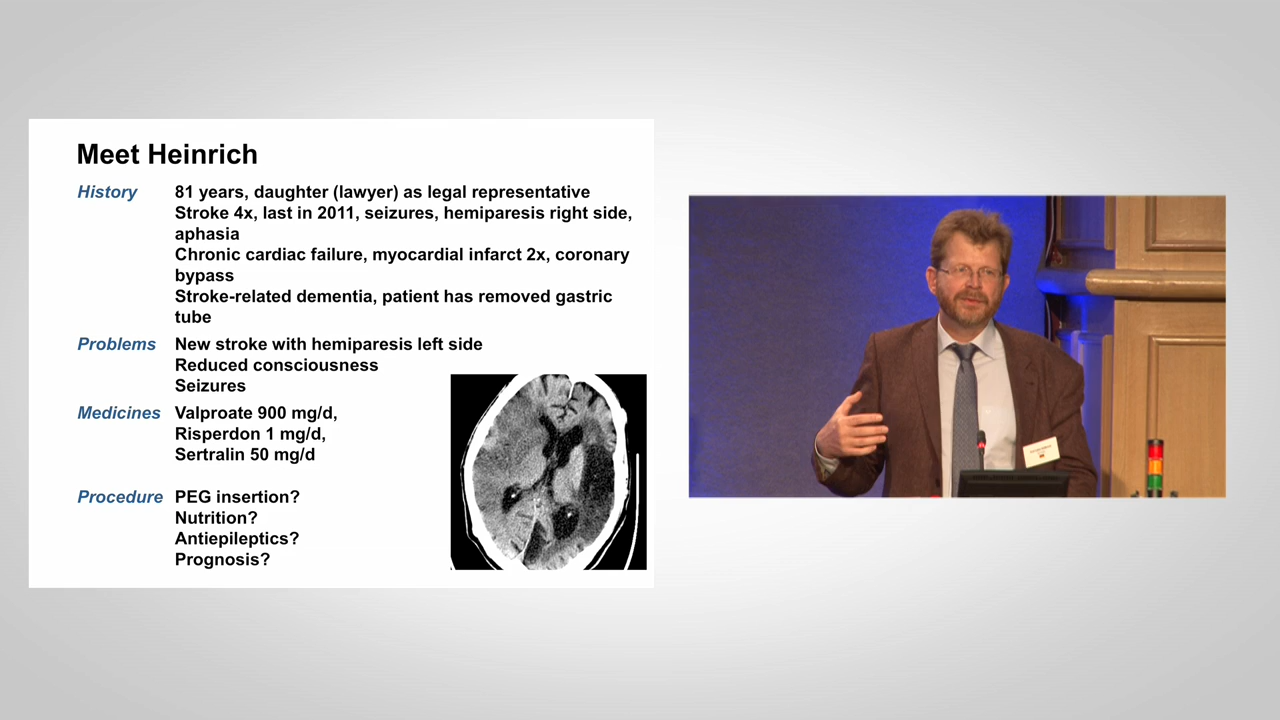 Meet Heinrich
History 81 years, daughter (lawyer) as legal representative
Stroke 4x, last in 2011, seizures, hemiparesis right side,
aphasia
Chronic cardiac failure, myocardial infarct 2x, coronary
bypass
Stroke-related dementia, patient has removed gastric
tube
Problems New stroke with hemiparesis left side
Reduced consciousness
Seizures
Medicines Valproate 900 mg/d,
Risperdon 1 mg/d,
Sertralin 50 mg/d
Procedure PEG insertion?
Nutrition?
Antiepileptics?
Prognosis?